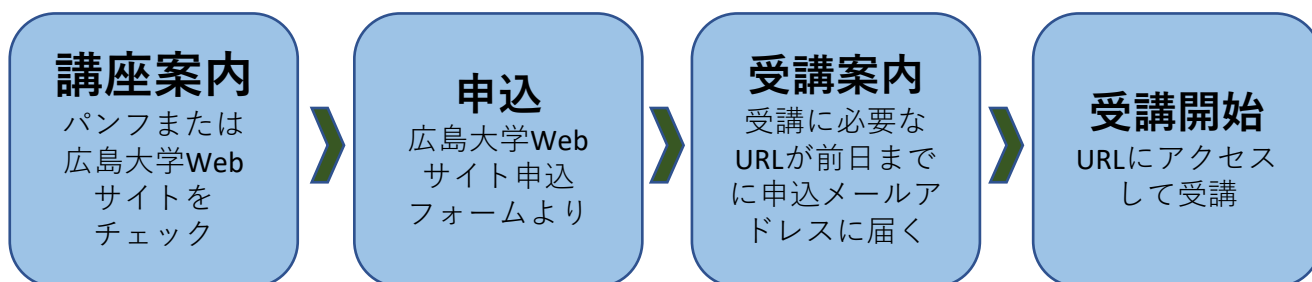 講座案内
パンフまたは
広島大学Web
サイトを
チェック
申込
広島大学Web
サイト申込
フォームより
受講案内
受講に必要な
URLが前日まで
に申込メールア
ドレスに届く
受講開始
URLにアクセス
して受講